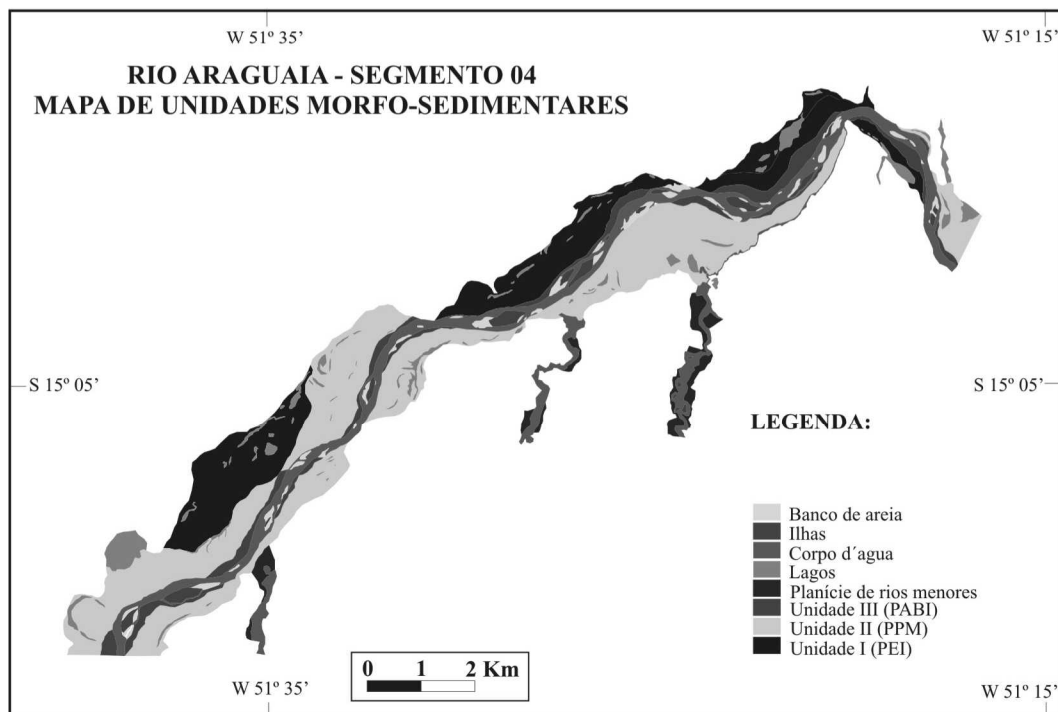 W 51º 35’
W 51º 15’
RIO ARAGUAIA - SEGMENTO 04
MAPA DE UNIDADES MORFO-SEDIMENTARES
S 15º 05’
S 15º 05’
LEGENDA:
Banco de areia
Ilhas
Corpo d´agua
Lagos
Planície de rios menores
Unidade III (PABI)
Unidade II (PPM)
Unidade I (PEI)
0 1 2 Km
W 51º 35’
W 51º 15’